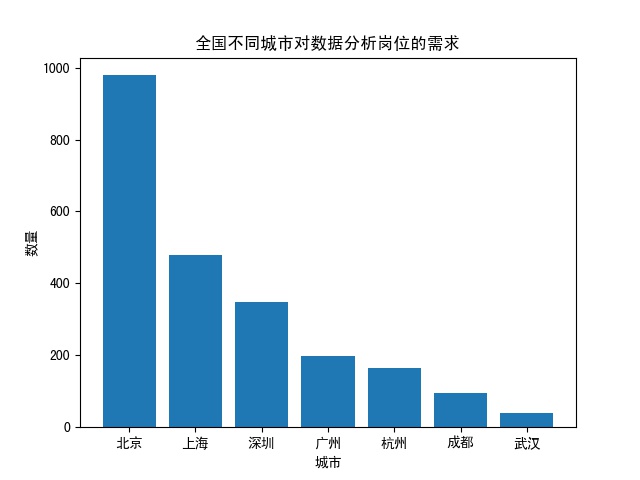 全国不同城市对数据分析岗位的需求
1000
800
600
400
200
0
数量
北京 上海 深圳 广州 杭州 成都 武汉
城市